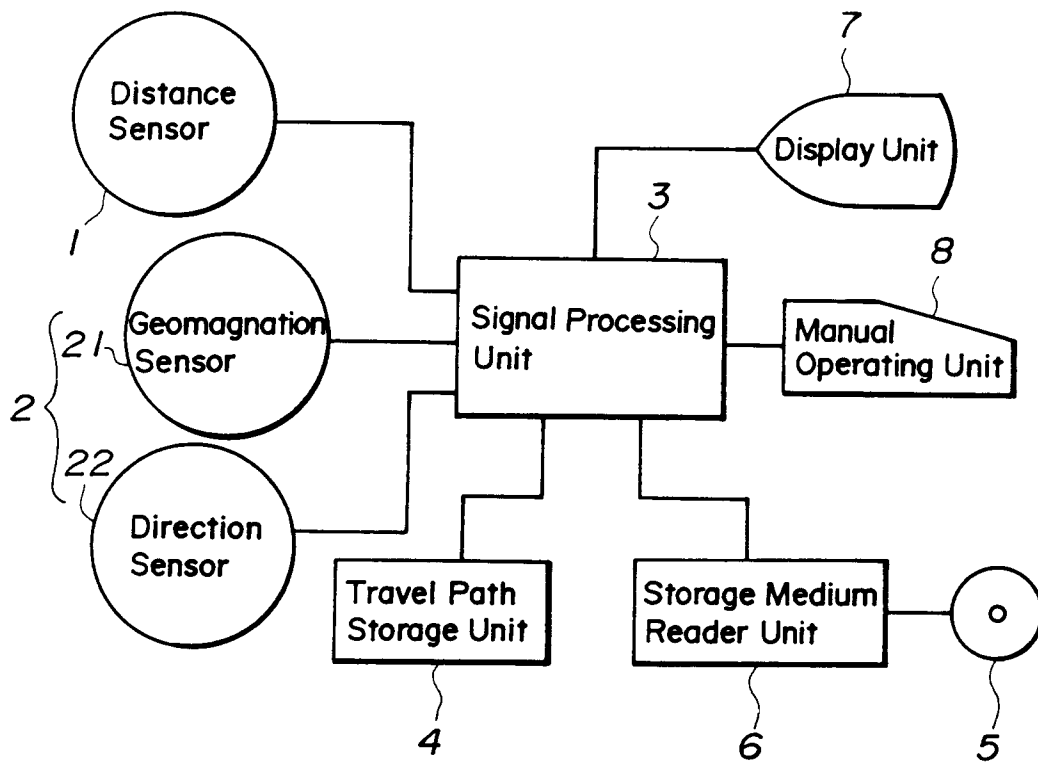 7
Distance
Sensor
Display Unit
1
3
8
Geomagnation
Sensor
21
Signal Processing
Unit
Manual
Operating Unit
2
22
Direction
Sensor
Travel Path
Storage Unit
Storage Medium
Reader Unit
4
6
5